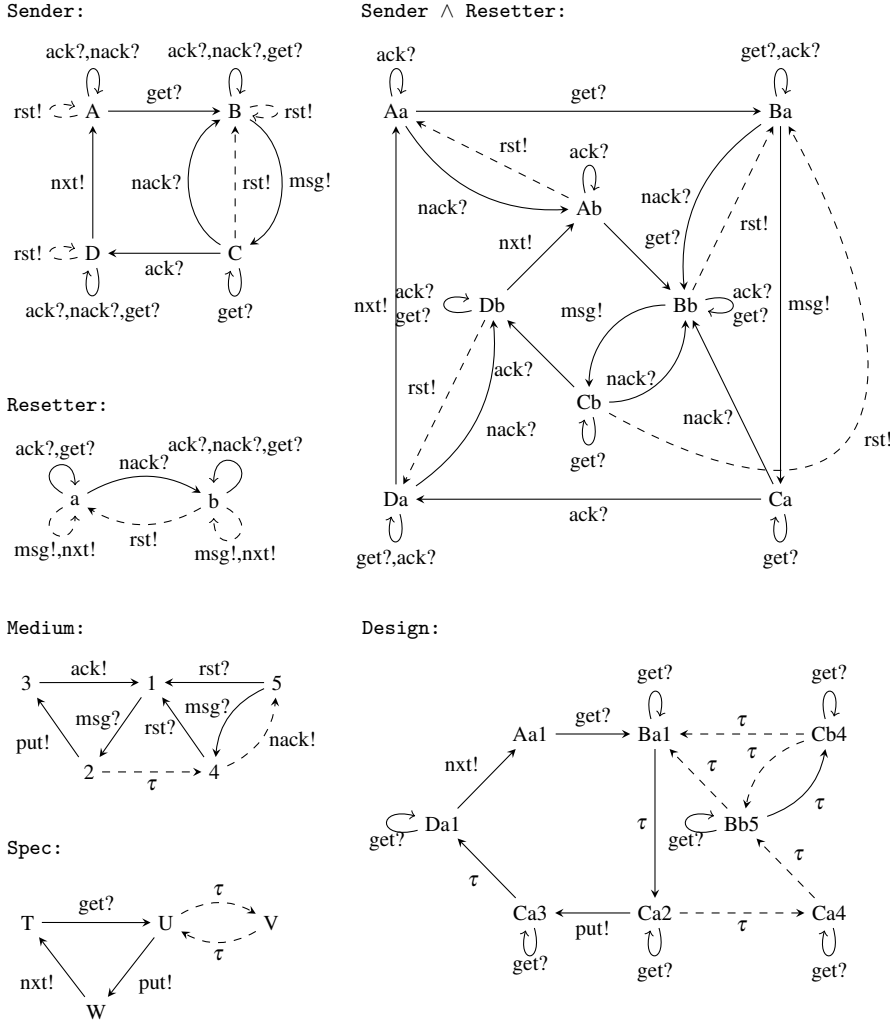 Sender:
ack?,nack?
ack?,nack?,get?
rst!
A
get?
B
rst!
nxt!
nack?
rst!
msg!
rst!
D
ack?
C
ack?,nack?,get?
get?
Resetter:
ack?,get?
nack?
ack?,nack?,get?
a
b
msg!,nxt!
rst!
msg!,nxt!
Medium:
3
ack!
1
rst?
5
put!
msg?
rst?
msg?
nack!
2
τ
4
Spec:
T
get?
U
τ
V
τ
nxt!
put!
W
Sender ∧ Resetter:
ack?
get?,ack?
Aa
get?
Ba
rst!
ack?
nack?
Ab
nack?
rst!
nxt!
get?
nxt!
ack?
get?
Db
msg!
Bb
ack?
get?
msg!
rst!
ack?
nack?
Cb
nack?
nack?
get?
rst!
Da
ack?
Ca
get?,ack?
get?
Design:
get?
get?
Aa1
get?
Ba1
τ
Cb4
nxt!
τ
τ
τ
get?
Da1
τ
get?
Bb5
τ
τ
Ca3
put!
Ca2
τ
Ca4
get?
get?
get?